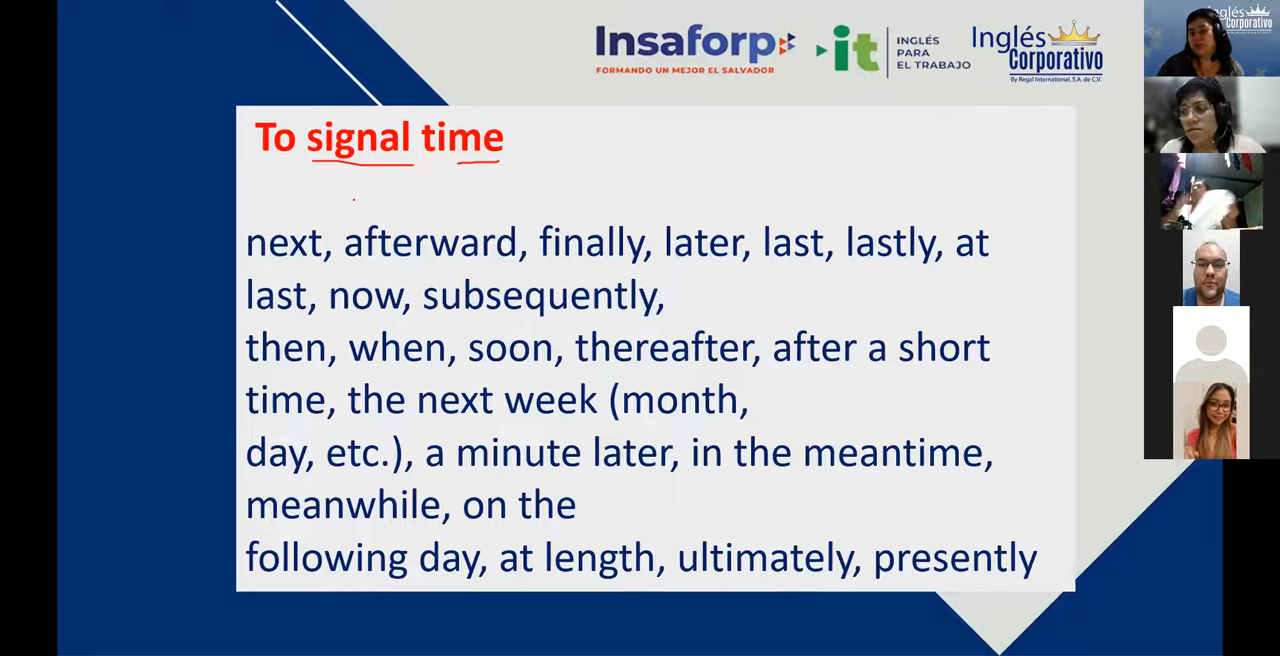 Insaforp
FORMANDO UN MEJOR EL SALVADOR
it
INGLÉS
PARA
EL TRABAJO
Inglés
Corporativo
By Regal International, S.A. de C.V.
Inglés
Corporativo
To signal time
next, afterward, finally, later, last, lastly, at
last, now, subsequently,
then, when, soon, thereafter, after a short
time, the next week (month,
day, etc.), a minute later, in the meantime,
meanwhile, on the
following day, at length, ultimately, presently